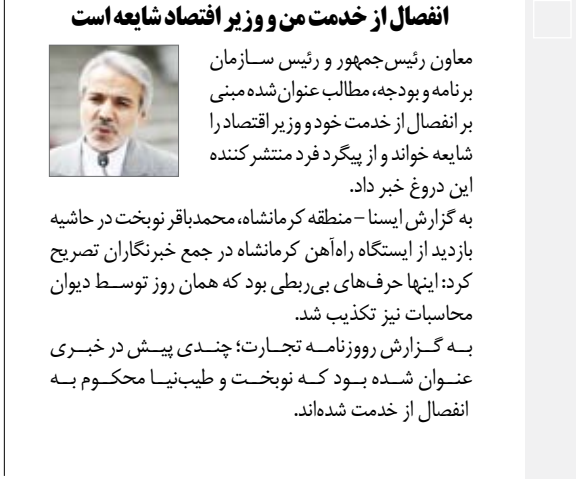 انفصال از خدمت من و وزیر اقتصاد شایعه است
معاون رئیس‌جمهور و رئیس سازمان
برنامه و بودجه، مطالب عنوان‌شده مبنی
بر انفصال از خدمت خود و وزیر اقتصاد را
شایعه خواند و از پیگرد فرد منتشر کننده
این دروغ خبر داد.
به گزارش ایسنا – منطقه کرمانشاه، محمدباقر نوبخت در حاشیه
بازدید از ایستگاه راه‌آهن کرمانشاه در جمع خبرنگاران تصریح
کرد: اینها حرف‌های بی‌ربطی بود که همان روز توسط دیوان
محاسبات نیز تکذیب شد.
به گزارش رووزنامه تجارت؛ چندی پیش در خبری
عنوان شده بود که نوبخت و طیب‌نیا محکوم به
انفصال از خدمت شده‌اند.